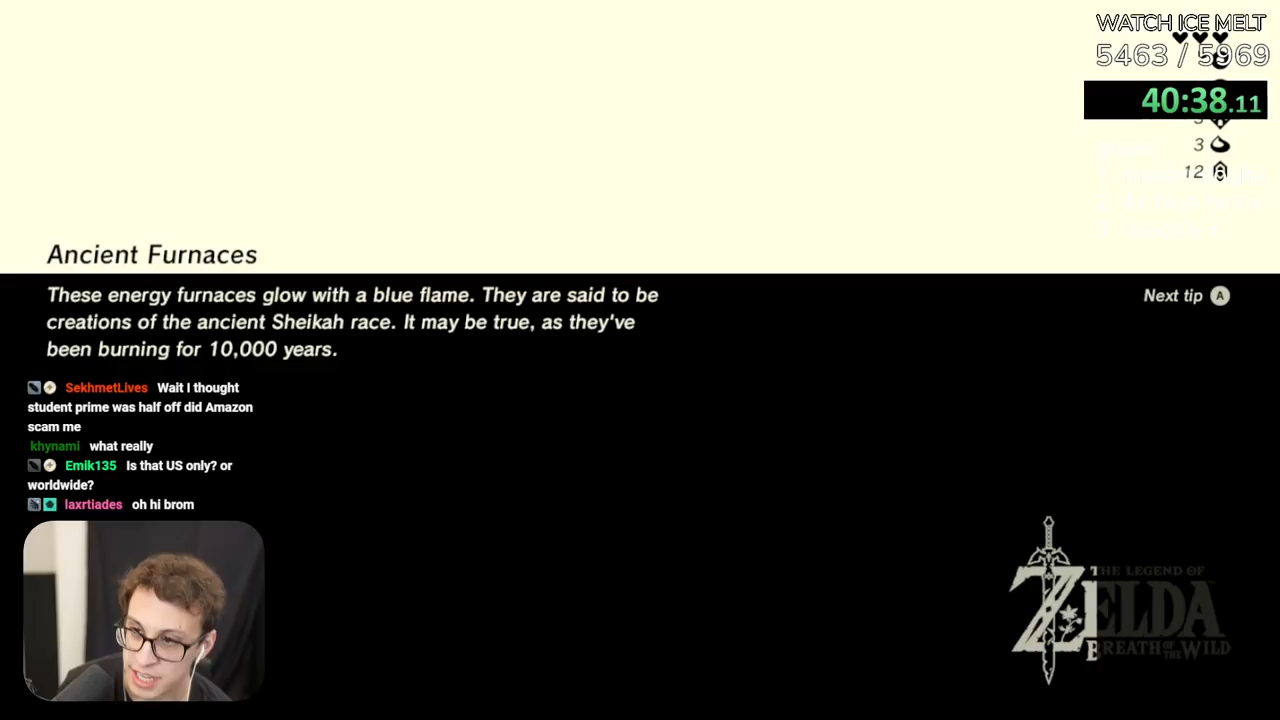 WATCH ICE MELT
5463 / 5969
40:38.11
3
12
Ancient Furnaces
These energy furnaces glow with a blue flame. They are said to be
creations of the ancient Sheikah race. It may be true, as they've
been burning for 10,000 years.
Next tip A
SekhmetLives Wait I thought
student prime was half off did Amazon
scam me
khynami what really
Emik135 Is that US only? or
worldwide?
laxrtiades oh hi brom
THE LEGEND OF
ZELDA
BREATH OF THE WILD